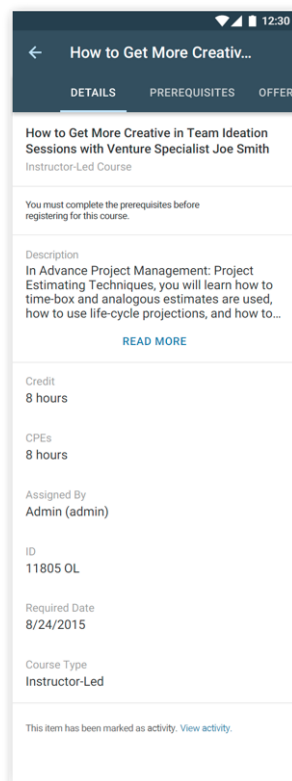 12:30
How to Get More Creativ...
DETAILS PREREQUISITES OFFER
How to Get More Creative in Team Ideation
Sessions with Venture Specialist Joe Smith
Instructor-Led Course
You must complete the prerequisites before
registering for this course.
Description
In Advance Project Management: Project
Estimating Techniques, you will learn how to
time-box and analogous estimates are used,
how to use life-cycle projections, and how to...
READ MORE
Credit
8 hours
CPEs
8 hours
Assigned By
Admin (admin)
ID
11805 OL
Required Date
8/24/2015
Course Type
Instructor-Led
This item has been marked as activity. View activity.